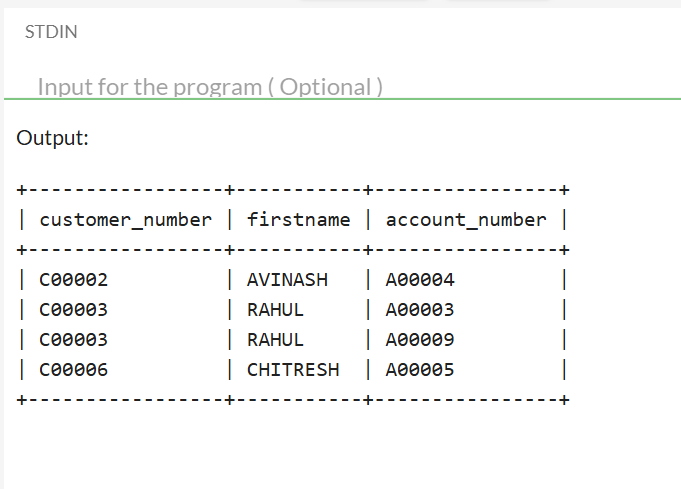 STDIN
Input for the program ( Optional )
Output:
+-----------------+-----------+----------------+
| customer_number | firstname | account_number |
+-----------------+-----------+----------------+
| C00002          | AVINASH   | A00004         |
| C00003          | RAHUL     | A00003         |
| C00003          | RAHUL     | A00009         |
| C00006          | CHITRESH  | A00005         |
+-----------------+-----------+----------------+